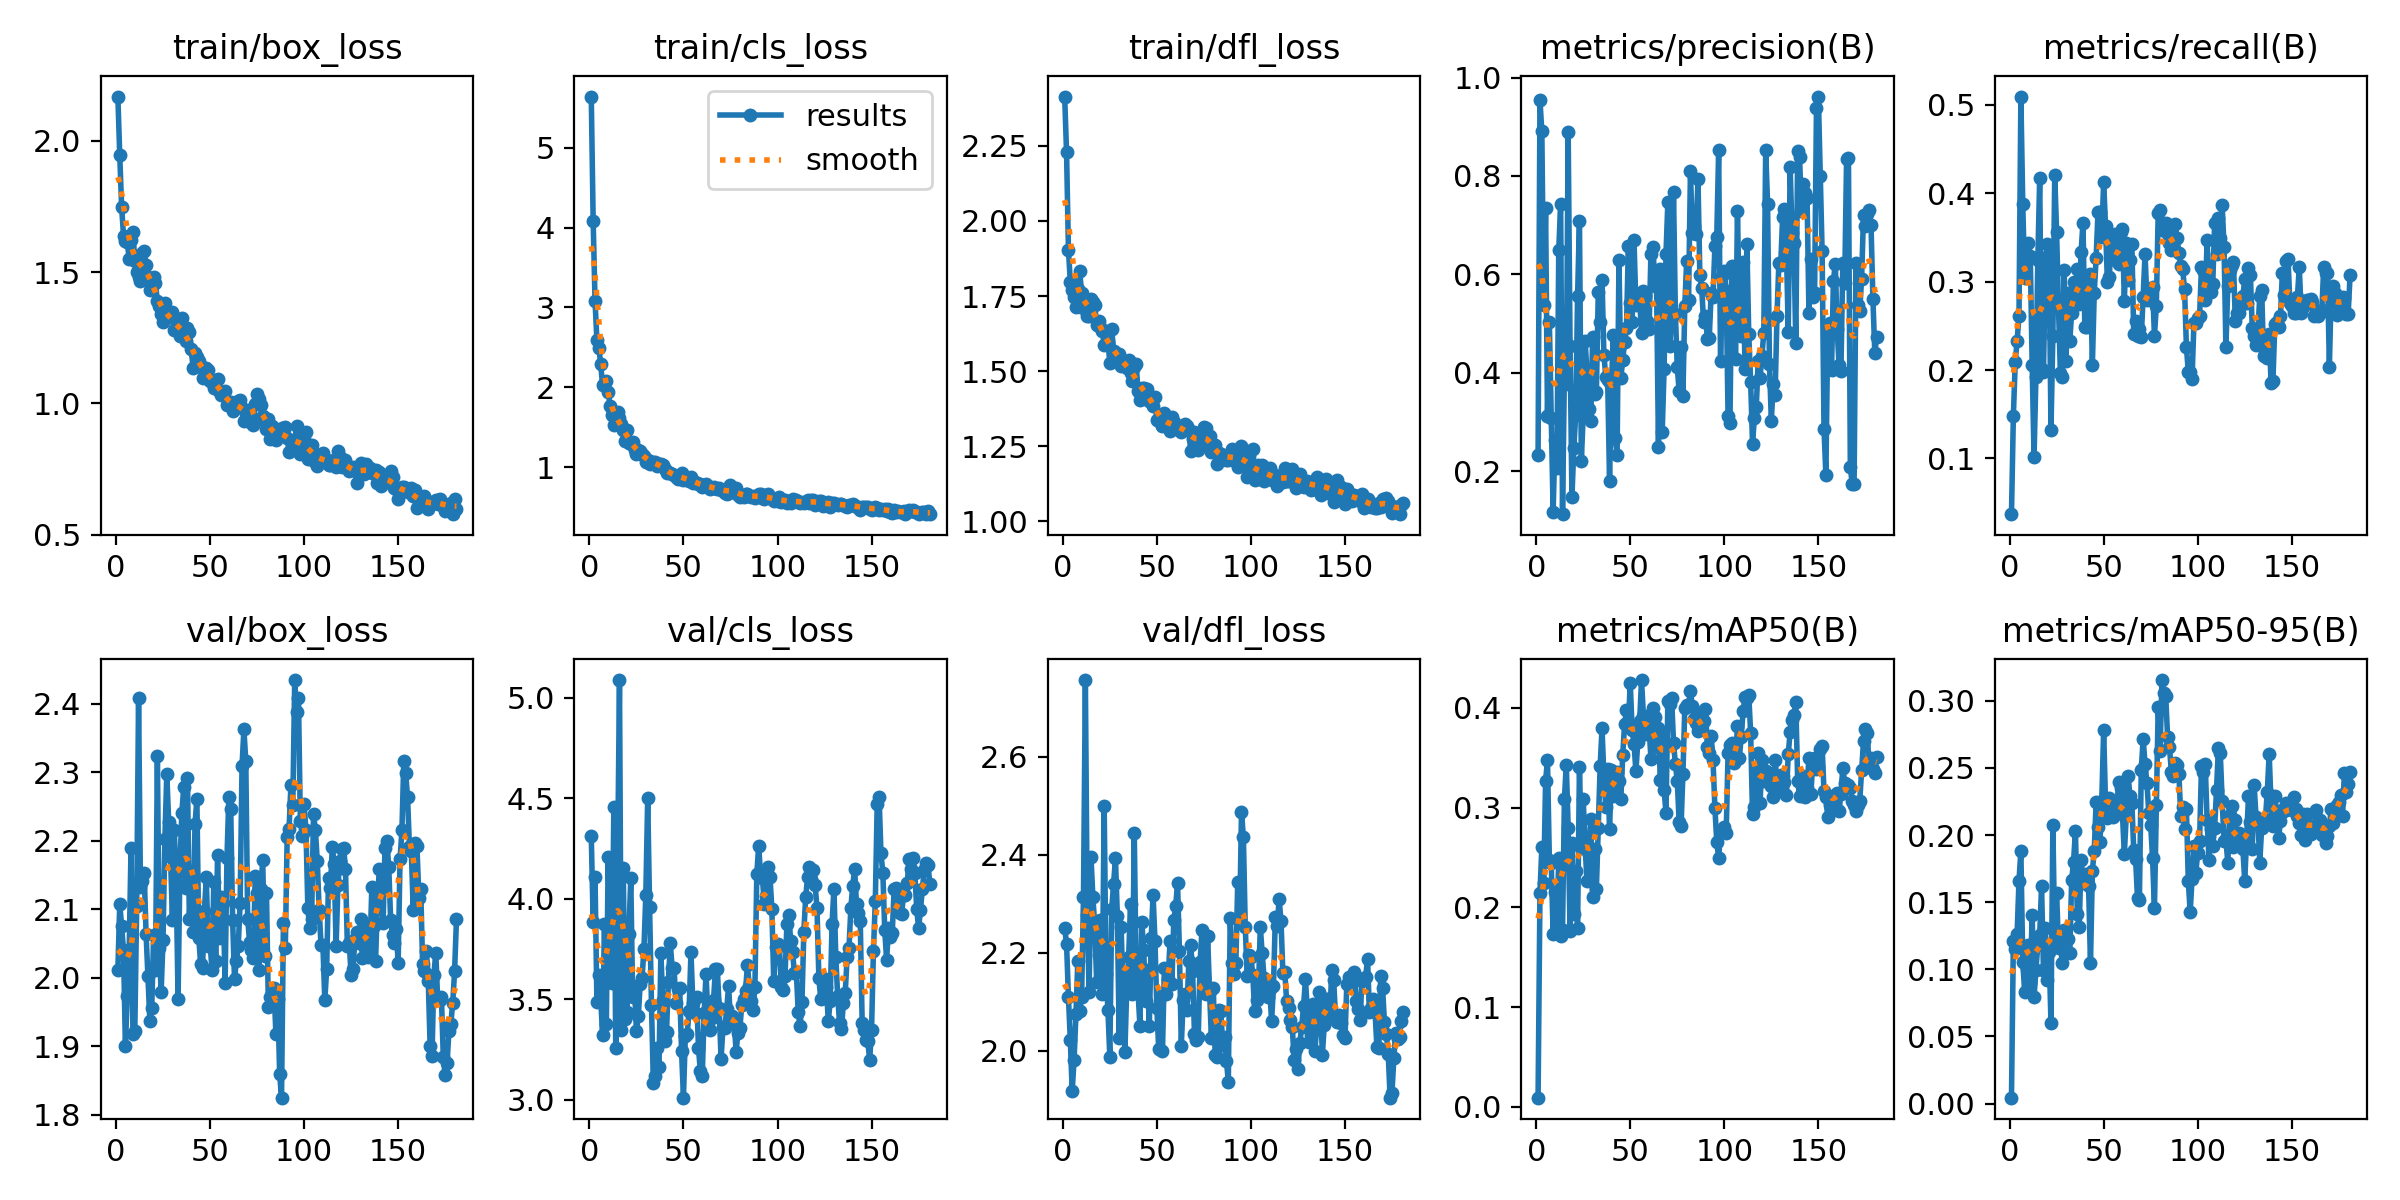 train/box_loss
train/cls_loss
train/dfl_loss
metrics/precision(B)
metrics/recall(B)
2.0
1.5
1.0
0.5
0 50 100 150
results
smooth
5
4
3
2
1
0 50 100 150
2.25
2.00
1.75
1.50
1.25
1.00
0 50 100 150
1.0
0.8
0.6
0.4
0.2
0 50 100 150
0.5
0.4
0.3
0.2
0.1
0 50 100 150
val/box_loss
val/cls_loss
val/dfl_loss
metrics/mAP50(B)
metrics/mAP50-95(B)
2.4
2.3
2.2
2.1
2.0
1.9
1.8
0 50 100 150
5.0
4.5
4.0
3.5
3.0
0 50 100 150
2.6
2.4
2.2
2.0
0 50 100 150
0.4
0.3
0.2
0.1
0.0
0 50 100 150
0.30
0.25
0.20
0.15
0.10
0.05
0.00
0 50 100 150